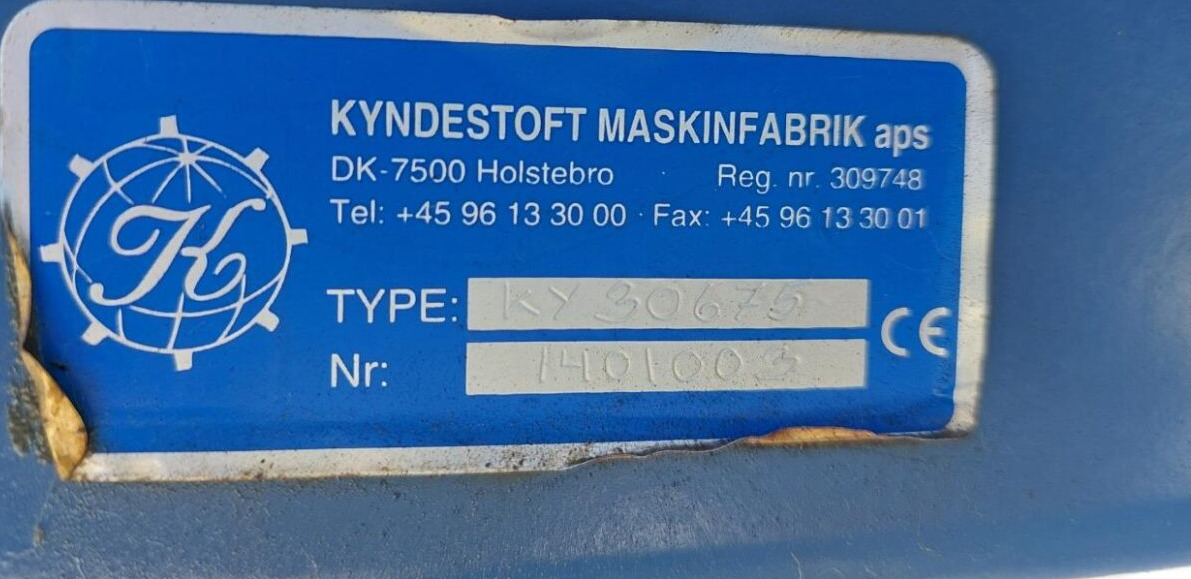 KYNDESTOFT MASKINFABRIK aps
DK-7500 Holstebro Reg. nr. 309748
Tel: +45 96 13 30 00 · Fax: +45 96 13 30 01
K
TYPE: KY 30675
Nr: 1401003
CE